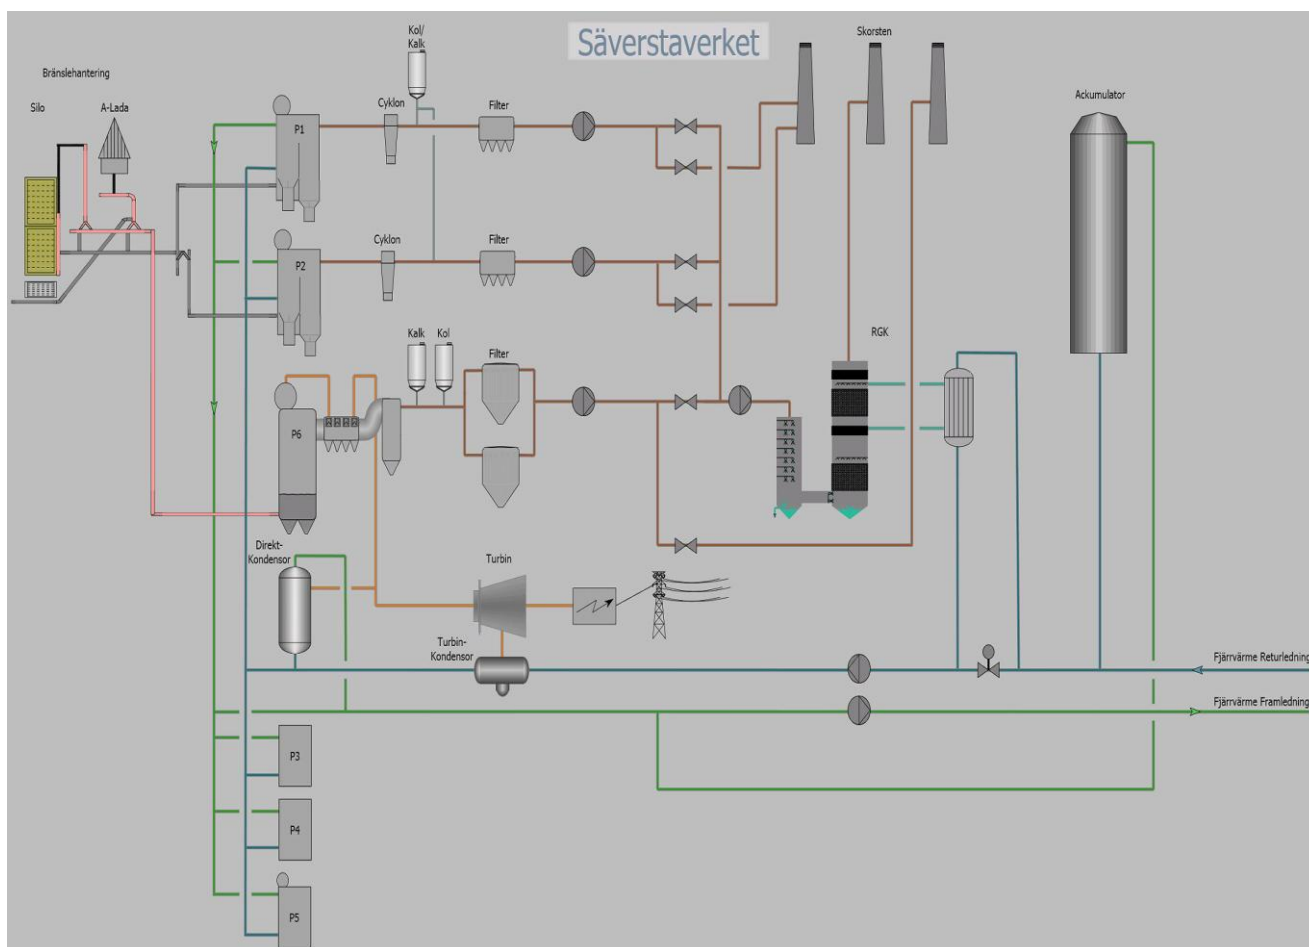 Säverstaverket
Kol/
Kalk
Skorsten
Bränslehantering
Silo
A-Lada
Cyklon
Filter
Ackumulator
P1
Cyklon
Filter
P2
Kalk
Kol
Filter
RGK
P6
Direkt-
Kondensor
Turbin
Turbin-
Kondensor
Fjärrvärme Returledning
Fjärrvärme Framledning
P3
P4
P5